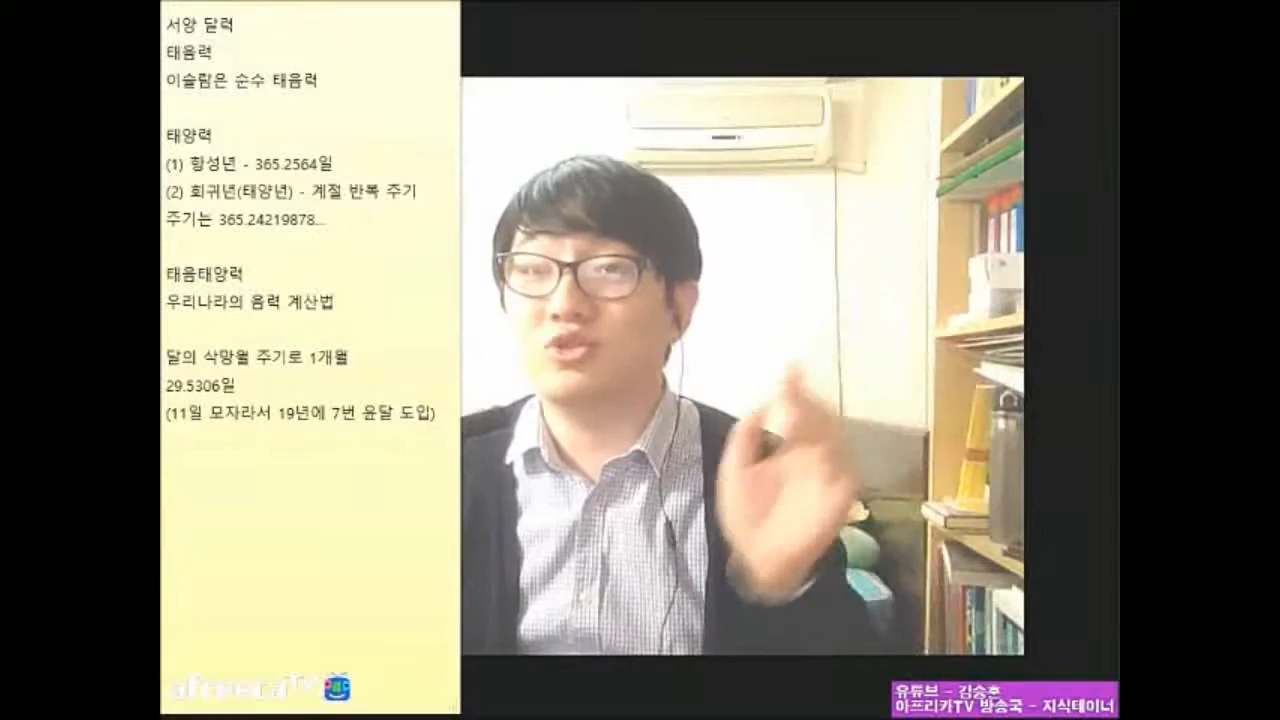 서양 달력
태음력
이슬람은 순수 태음력
태양력
(1) 항성년 - 365.2564일
(2) 회귀년(태양년) - 계절 반복 주기
주기는 365.24219878...
태음태양력
우리나라의 음력 계산법
달의 삭망월 주기로 1개월
29.5306일
(11일 모자라서 19년에 7번 윤달 도입)
afreecaTV
유튜브 - 김승훈
아프리카TV 방송국 - 지식테이너